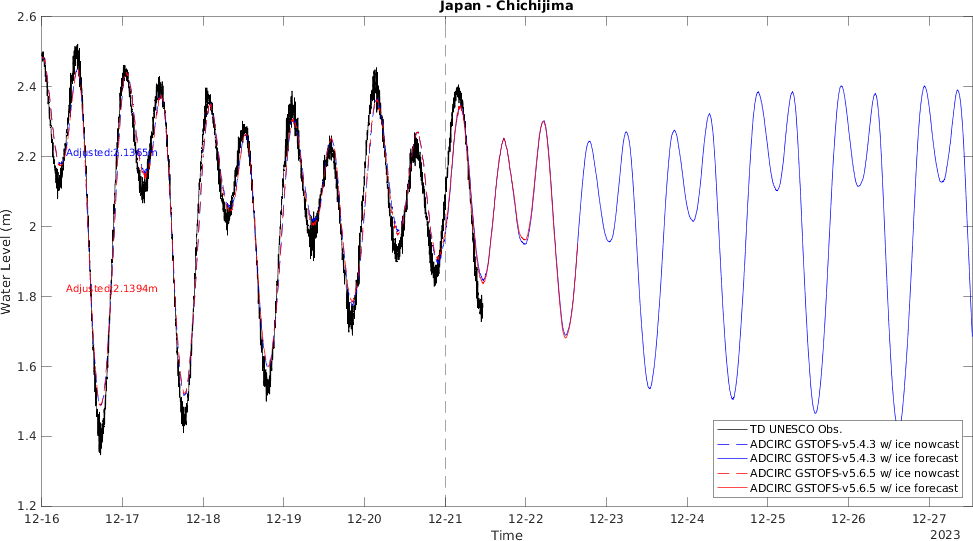 Japan - Chichijima
2.6
2.4
2.2
2
1.8
1.6
1.4
1.2
Water Level (m)
Adjusted:2.1365m
Adjusted:2.1394m
TD UNESCO Obs.
ADCIRC GSTOFS-v5.4.3 w/ ice nowcast
ADCIRC GSTOFS-v5.4.3 w/ ice forecast
ADCIRC GSTOFS-v5.6.5 w/ ice nowcast
ADCIRC GSTOFS-v5.6.5 w/ ice forecast
12-16 12-17 12-18 12-19 12-20 12-21 12-22 12-23 12-24 12-25 12-26 12-27
Time
2023